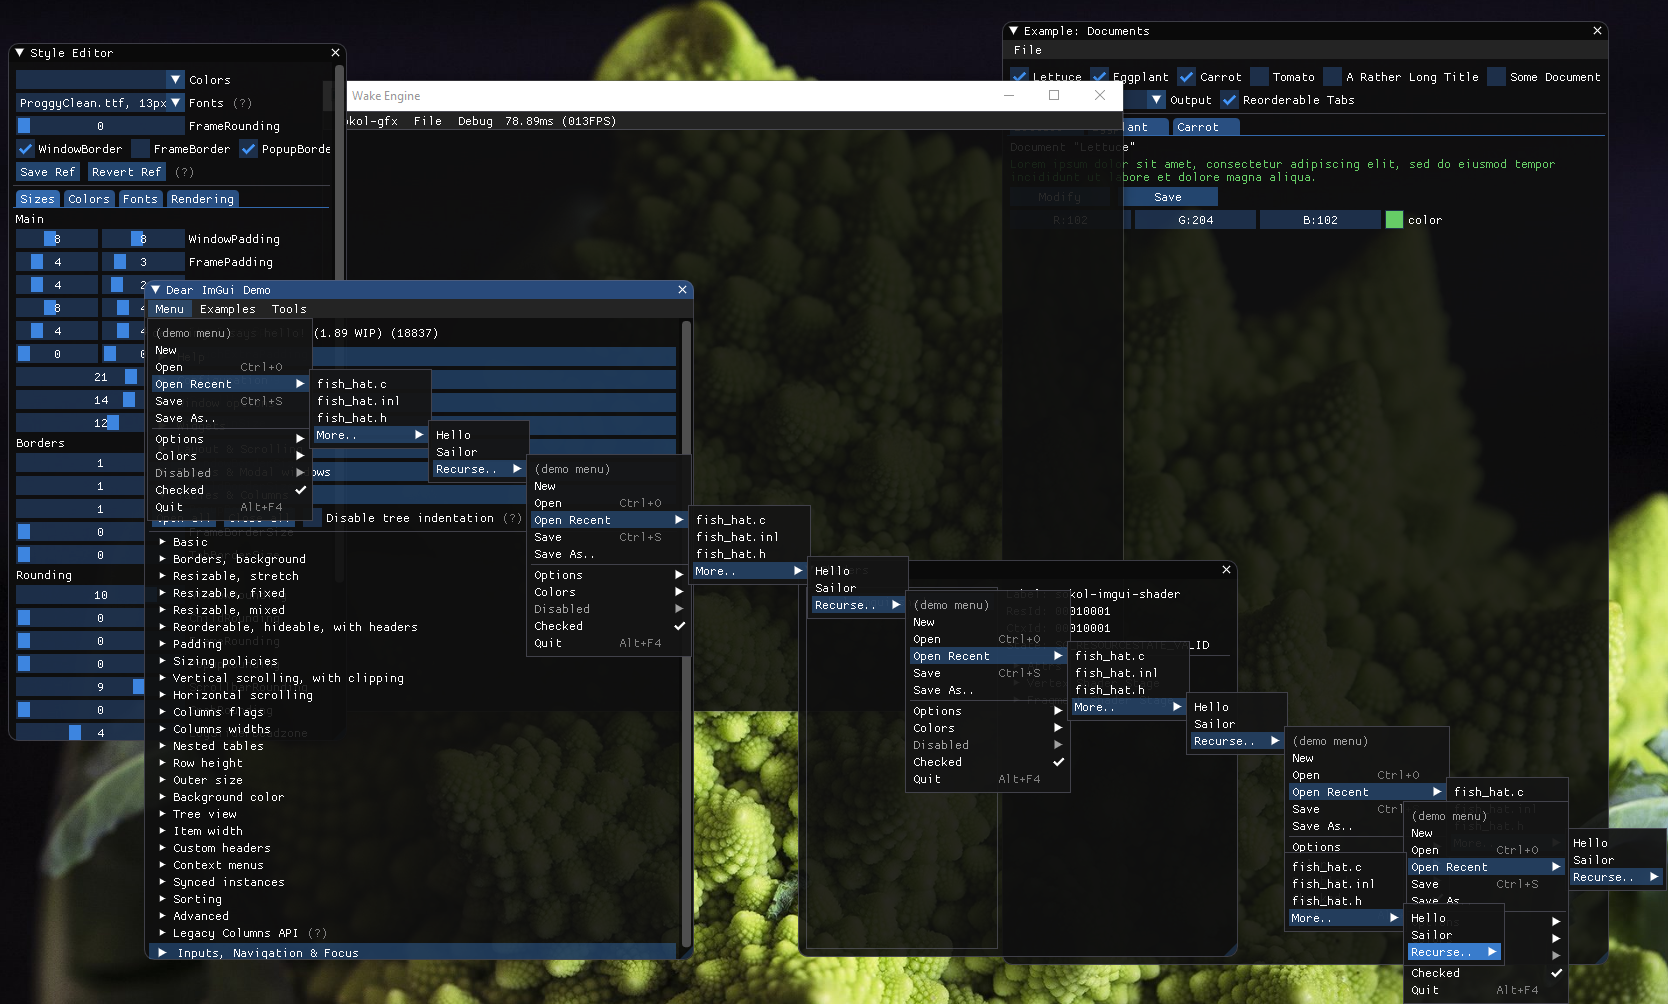 Style Editor
Colors
ProggyClean.ttf, 13px Fonts (?)
0 FrameRounding
WindowBorder FrameBorder PopupBorde
Save Ref Revert Ref (?)
Sizes Colors Fonts Rendering
Main
8 8 WindowPadding
4 3 FramePadding
4 2
8 4
4 4
0 0
21
14
12
Borders
1
1
1
0 FrameBorderSize
0
Rounding
10
0
0
0
9
0
4
Wake Engine
kol-gfx File Debug 78.89ms (013FPS)
Example: Documents
File
Lettuce Eggplant Carrot Tomato A Rather Long Title Some Document
Output Reorderable Tabs
plant Carrot
Document "Lettuce"
Lorem ipsum dolor sit amet, consectetur adipiscing elit, sed do eiusmod tempor
incididunt ut labore et dolore magna aliqua.
Modify Save
R:102 G:204 B:102 color
Dear ImGui Demo
Menu Examples Tools
says hello! (1.89 WIP) (18837)
(demo menu)
New
Open Ctrl+O
Open Recent
Save Ctrl+S
Save As..
Options
Colors
Disabled
Checked
Quit Alt+F4
fish_hat.c
fish_hat.inl
fish_hat.h
More..
Hello
Sailor
Recurse..
Disable tree indentation (?)
Basic
Borders, background
Resizable, stretch
Resizable, fixed
Resizable, mixed
Reorderable, hideable, with headers
Padding
Sizing policies
Vertical scrolling, with clipping
Horizontal scrolling
Columns flags
Columns widths
Nested tables
Row height
Outer size
Background color
Tree view
Item width
Custom headers
Context menus
Synced instances
Sorting
Advanced
Legacy Columns API (?)
Inputs, Navigation & Focus
(demo menu)
New
Open Ctrl+O
Open Recent
Save Ctrl+S
Save As..
Options
Colors
Disabled
Checked
Quit Alt+F4
fish_hat.c
fish_hat.inl
fish_hat.h
More..
Hello
Sailor
Recurse..
Label: sokol-imgui-shader
ResId: 00010001
CtxId: 00010001
VALID
(demo menu)
New
Open Ctrl+O
Open Recent
Save Ctrl+S
Save As..
Options
Colors
Disabled
Checked
Quit Alt+F4
fish_hat.c
fish_hat.inl
fish_hat.h
More..
Hello
Sailor
Recurse..
(demo menu)
New
Open Ctrl+O
Open Recent
Save Ctrl
Save As..
Options
fish_hat.c
fish_hat.c
fish_hat.inl
fish_hat.h
More..
(demo menu)
New
Open Ctrl+O
Open Recent
Save Ctrl+S
Save As
Checked
Quit Alt+F4
Hello
Sailor
Recurse..
Hello
Sailor
Recurse..